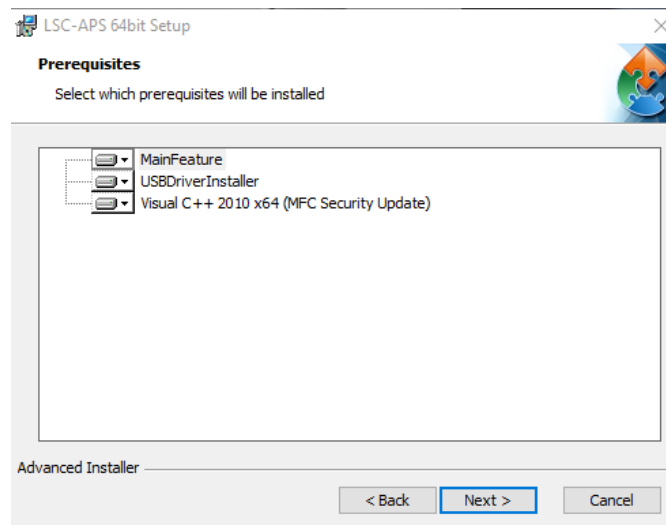 LSC-APS 64bit Setup
Prerequisites
Select which prerequisites will be installed
MainFeature
USBDriverInstaller
Visual C++ 2010 x64 (MFC Security Update)
Advanced Installer
< Back Next > Cancel